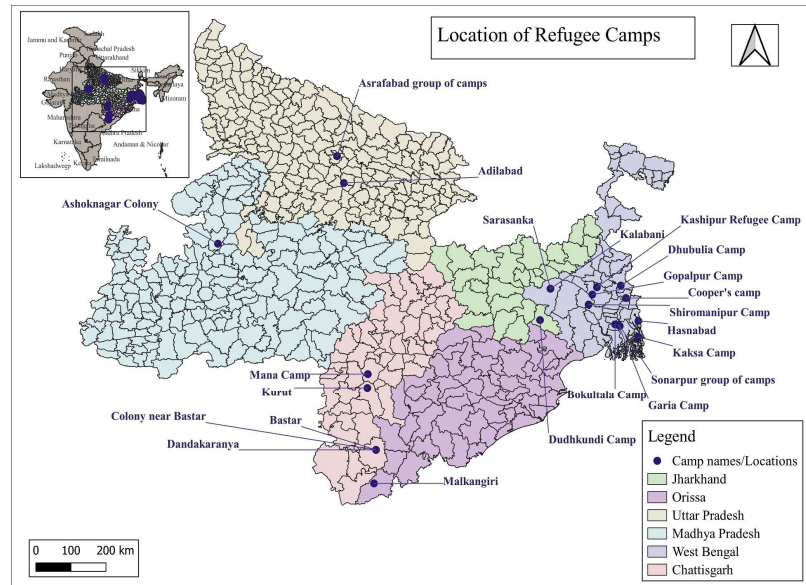 Location of Refugee Camps
Jammu and Kashmir
Ladakh
Himachal Pradesh
Uttarakhand
Sikkim
Mizoram
Maharashtra
Karnataka
Andhra Pradesh
Andaman & Nicobar
Lakshadweep
Tamilnadu
Asrafabad group of camps
Adilabad
Ashoknagar Colony
Sarasanka
Kalabani
Kashipur Refugee Camp
Dhubulia Camp
Gopalpur Camp
Cooper's camp
Shiromanipur Camp
Hasnabad
Kaksa Camp
Sonarpur group of camps
Bokultala Camp
Garia Camp
Dudhkundi Camp
Mana Camp
Kurut
Colony near Bastar
Bastar
Dandakaranya
Malkangiri
Legend
Camp names/Locations
Jharkhand
Orissa
Uttar Pradesh
Madhya Pradesh
West Bengal
Chattisgarh
0 100 200 km